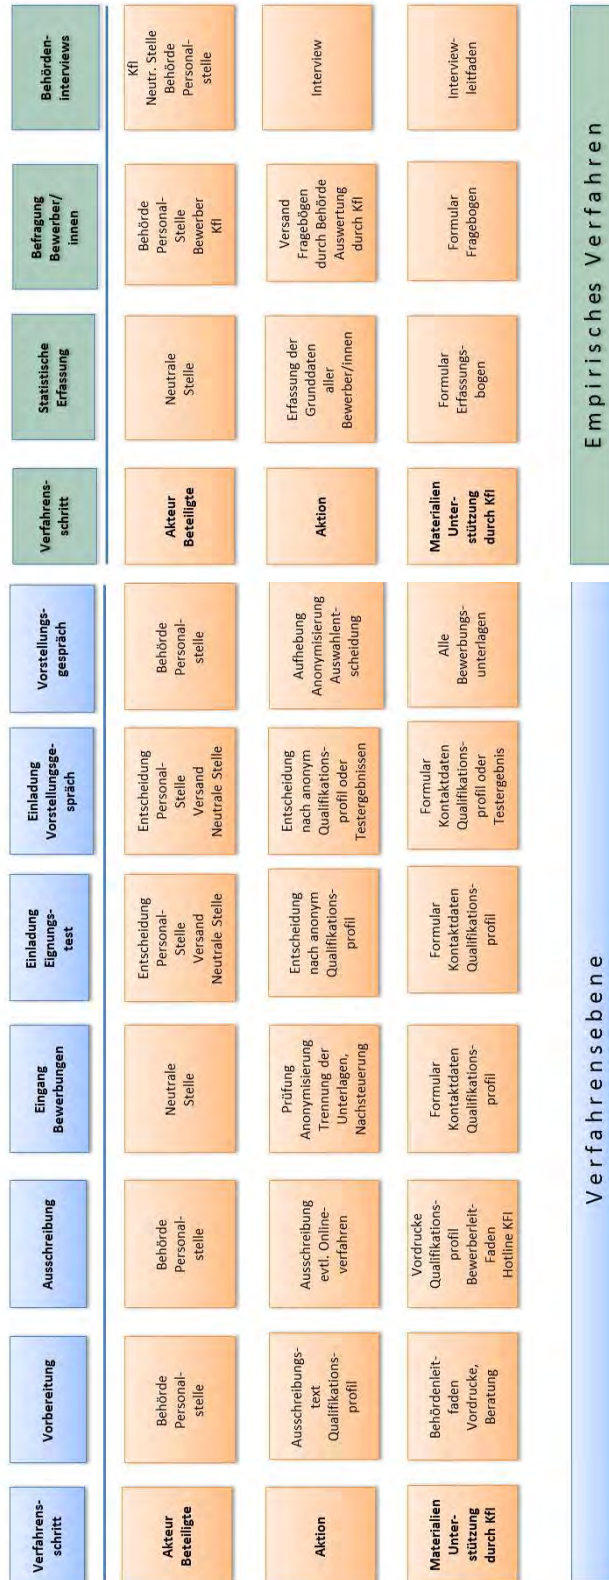 Verfahrens-
schritt
Vorbereitung
Ausschreibung
Eingang
Bewerbungen
Einladung
Eignungs-
test
Einladung
Vorstellungsge-
spräch
Vorstellungs-
gespräch
Akteur
Beteiligte
Behörde
Personal-
stelle
Behörde
Personal-
stelle
Neutrale
Stelle
Entscheidung
Personal-
Stelle
Versand
Neutrale Stelle
Entscheidung
Personal-
Stelle
Versand
Neutrale Stelle
Behörde
Personal-
stelle
Aktion
Ausschreibungs-
text
Qualifikations-
profil
Ausschreibung
evtl. Online-
verfahren
Prüfung
Anonymisierung
Trennung der
Unterlagen,
Nachsteuerung
Entscheidung
nach anonym
Qualifikations-
profil
Entscheidung
nach anonym
Qualifikations-
profil oder
Testergebnissen
Aufhebung
Anonymisierung
Auswahlent-
scheidung
Materialien
Unter-
stützung
durch KfI
Behördenleit-
faden
Vordrucke,
Beratung
Vordrucke
Qualifikations-
profil
Bewerberleit-
Faden
Hotline KFI
Formular
Kontaktdaten
Qualifikations-
profil
Formular
Kontaktdaten
Qualifikations-
profil
Formular
Kontaktdaten
Qualifikations-
profil oder
Testergebnis
Alle
Bewerbungs-
unterlagen
Verfahrensebene
Verfahrens-
schritt
Statistische
Erfassung
Befragung
Bewerber/
innen
Behörden-
interviews
Akteur
Beteiligte
Neutrale
Stelle
Behörde
Personal-
Stelle
Bewerber
KfI
KfI
Neutr. Stelle
Behörde
Personal-
stelle
Aktion
Erfassung der
Grunddaten
aller
Bewerber/innen
Versand
Fragebögen
durch Behörde
Auswertung
durch KfI
Interview
Materialien
Unter-
stützung
durch KfI
Formular
Erfassungs-
bogen
Formular
Fragebogen
Interview-
leitfaden
Empirisches Verfahren